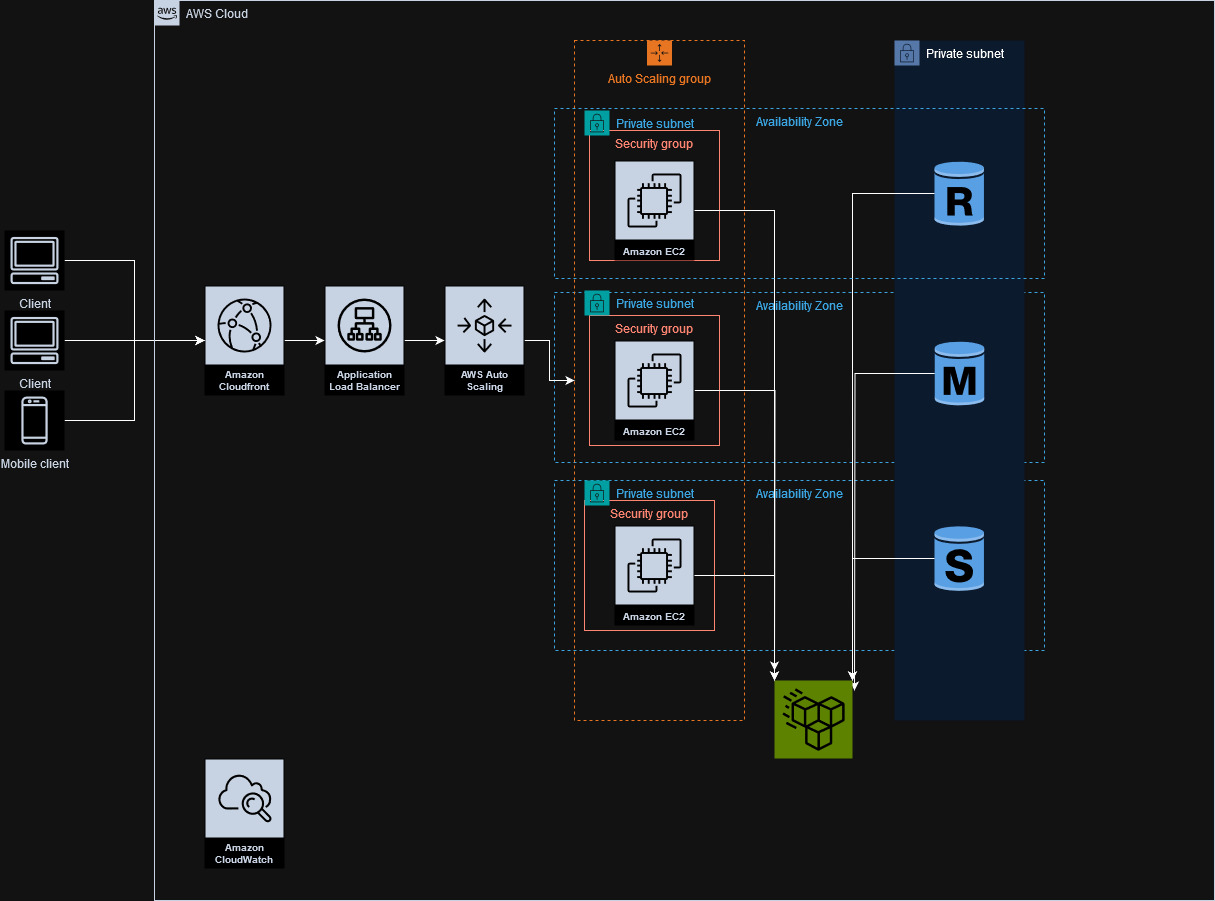 aws
AWS Cloud
Auto Scaling group
Private subnet
Private subnet
Availability Zone
Security group
R
Amazon EC2
Client
Private subnet
Availability Zone
Security group
Amazon
Cloudfront
Application
Load Balancer
AWS Auto
Scaling
M
Amazon EC2
Client
Mobile client
Private subnet
Availability Zone
Security group
S
Amazon EC2
Amazon
CloudWatch